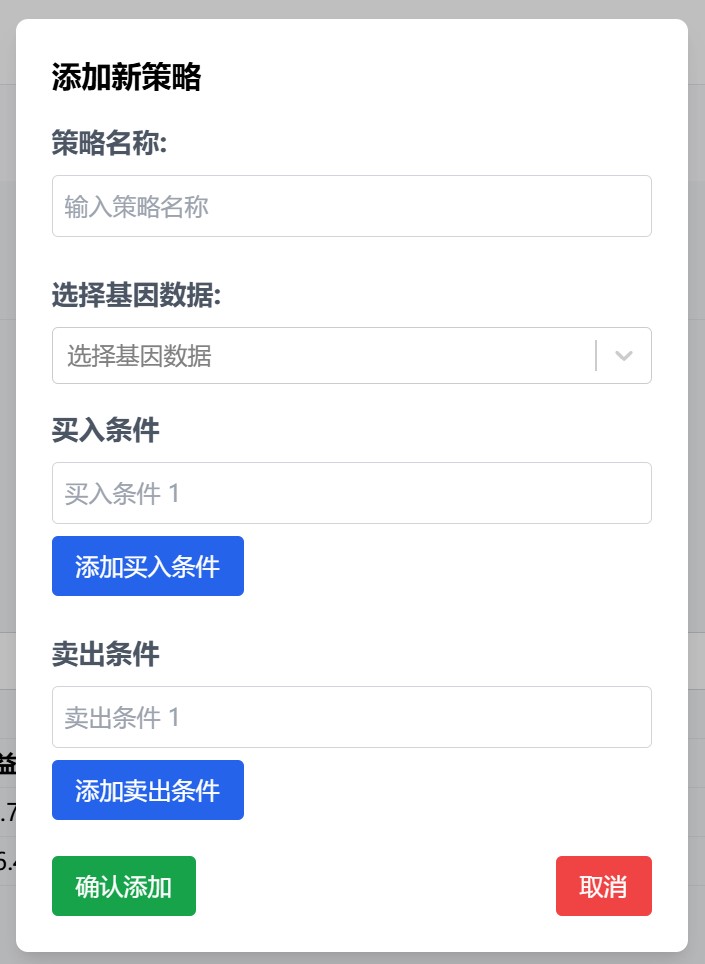 添加新策略
策略名称:
输入策略名称
选择基因数据:
选择基因数据
买入条件
买入条件 1
添加买入条件
卖出条件
卖出条件 1
添加卖出条件
益
.7
6.4
确认添加
取消